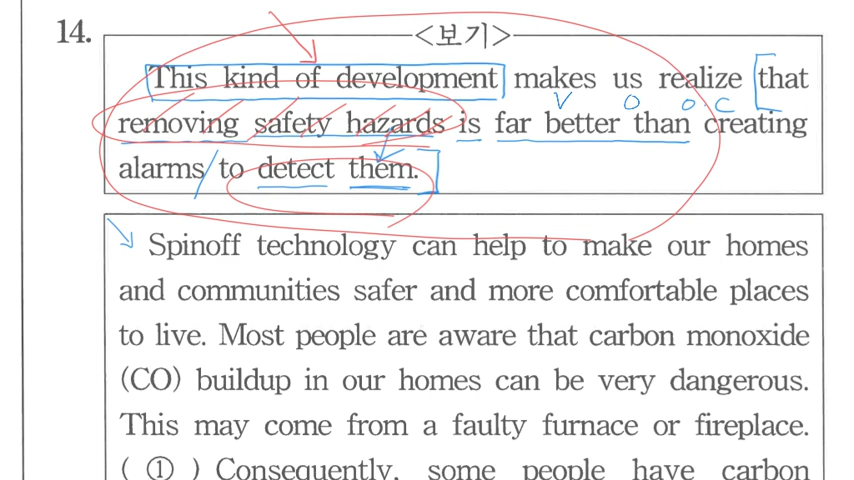 14.
<보기>
This kind of development makes us realize that
V O O.C
removing safety hazards is far better than creating
alarms / to detect them.
Spinoff technology can help to make our homes
and communities safer and more comfortable places
to live. Most people are aware that carbon monoxide
(CO) buildup in our homes can be very dangerous.
This may come from a faulty furnace or fireplace.
( ① ) Consequently, some people have carbon